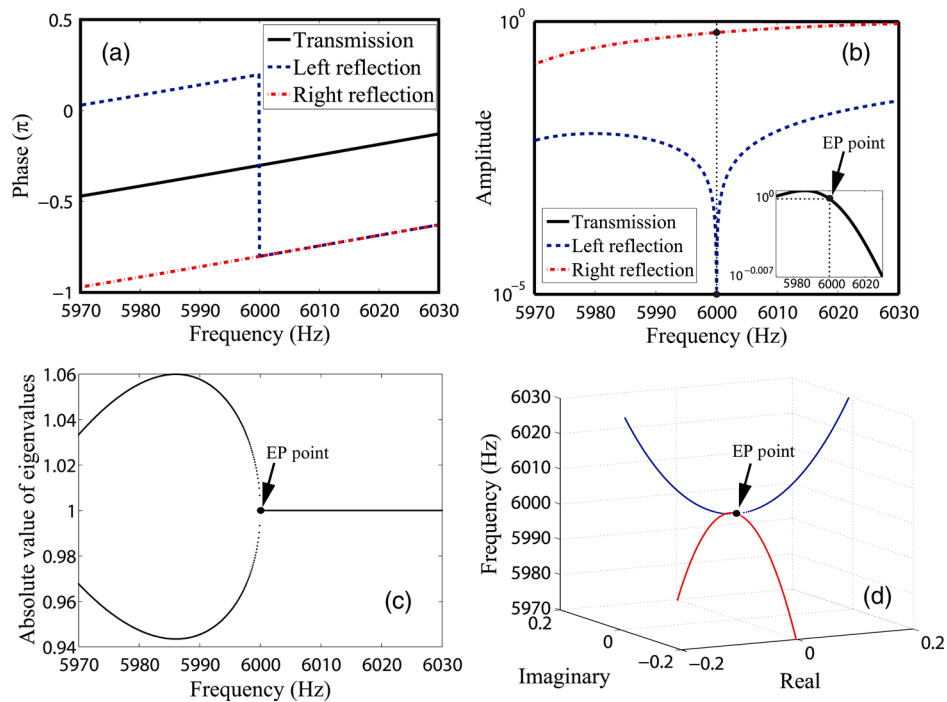 (a)
Transmission
Left reflection
Right reflection
0.5
0
−0.5
−1
Phase (π)
5970 5980 5990 6000 6010 6020 6030
Frequency (Hz)
(b)
10^0
10^-5
Amplitude
Transmission
Left reflection
Right reflection
EP point
10^0
10^-0.007
5980 6000 6020
5970 5980 5990 6000 6010 6020 6030
Frequency (Hz)
1.06
1.04
1.02
1
0.98
0.96
0.94
Absolute value of eigenvalues
EP point
(c)
5970 5980 5990 6000 6010 6020 6030
Frequency (Hz)
6030
6020
6010
6000
5990
5980
5970
Frequency (Hz)
EP point
(d)
0.2
0
−0.2
Imaginary
−0.2
0
0.2
Real